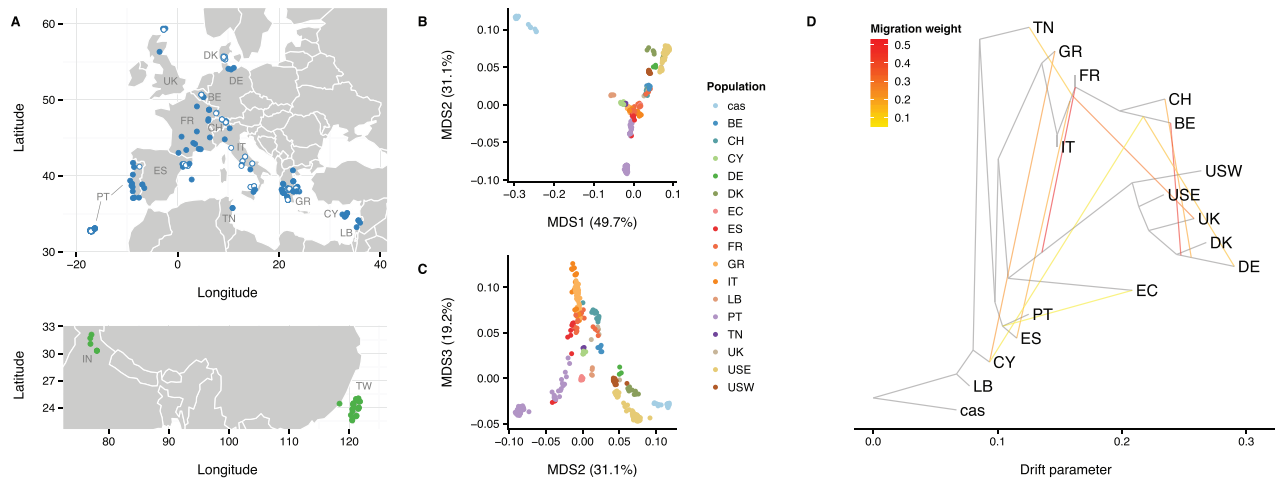 A
60
50
40
30
Latitude
−20
0
20
40
Longitude
DK
UK
DE
BE
FR
CH
IT
ES
PT
GR
TN
CY
LB
33
30
27
24
Latitude
80
90
100
110
120
Longitude
IN
TW
B
0.10
0.05
0.00
−0.05
−0.10
MDS2 (31.1%)
−0.3
−0.2
−0.1
0.0
0.1
MDS1 (49.7%)
C
0.10
0.05
0.00
−0.05
MDS3 (19.2%)
−0.10
−0.05
0.00
0.05
0.10
MDS2 (31.1%)
Population
cas
BE
CH
CY
DE
DK
EC
ES
FR
GR
IT
LB
PT
TN
UK
USE
USW
D
Migration weight
0.5
0.4
0.3
0.2
0.1
TN
GR
FR
CH
BE
IT
USW
USE
UK
DK
DE
EC
PT
ES
CY
LB
cas
0.0
0.1
0.2
0.3
Drift parameter